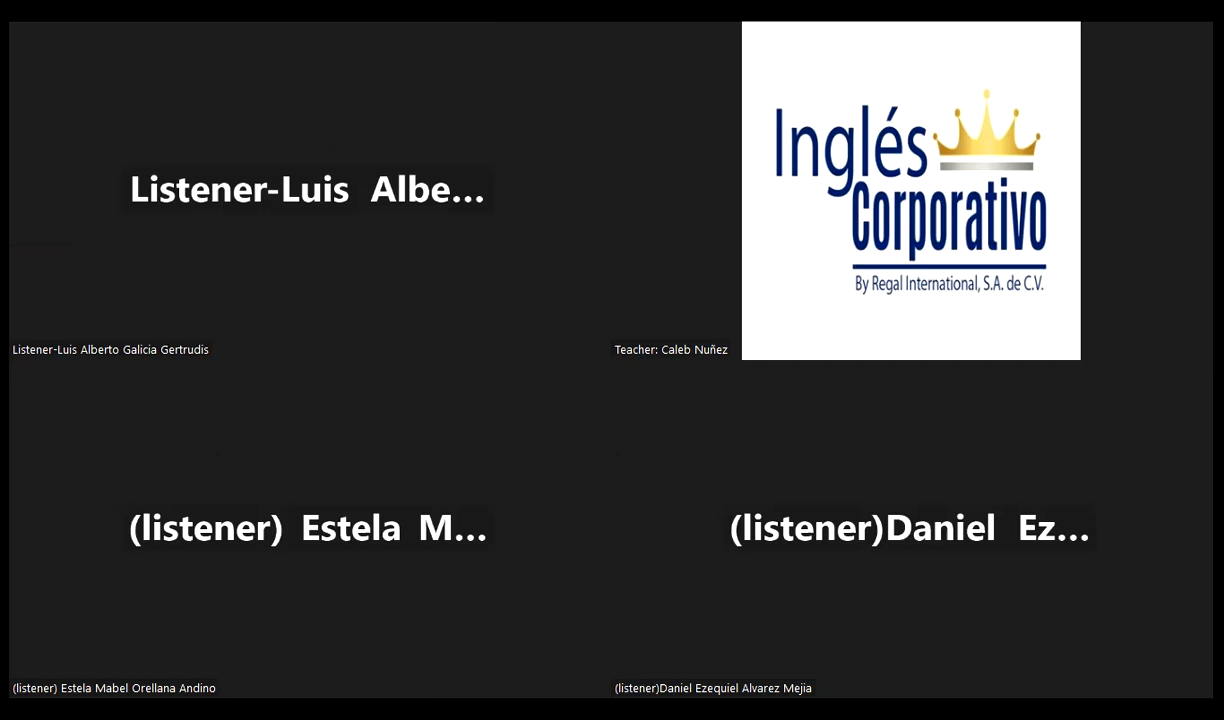 Listener-Luis Albe...
Listener-Luis Alberto Galicia Gertrudis
Inglés
Corporativo
By Regal International, S.A. de C.V.
Teacher: Caleb Nuñez
(listener) Estela M...
(listener) Estela Mabel Orellana Andino
(listener)Daniel Ez...
(listener)Daniel Ezequiel Alvarez Mejia